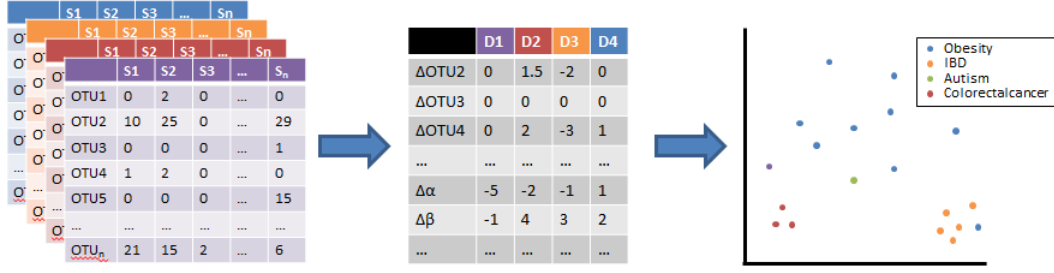 S1 S2 S3 ... Sn
S1 S2 S3 ... Sn
S1 S2 S3 ... Sn
S1 S2 S3 ... Sn
OTU1 0 2 0 ... 0
OTU2 10 25 0 ... 29
OTU3 0 0 0 ... 1
OTU4 1 2 0 ... 0
OTU5 0 0 0 ... 15
... ... ... ... ... ...
OTUn 21 15 2 ... 6
D1 D2 D3 D4
ΔOTU2 0 1.5 -2 0
ΔOTU3 0 0 0 0
ΔOTU4 0 2 -3 1
... ... ... ... ...
Δα -5 -2 -1 1
Δβ -1 4 3 2
... ... ... ... ...
Obesity
IBD
Autism
Colorectalcancer